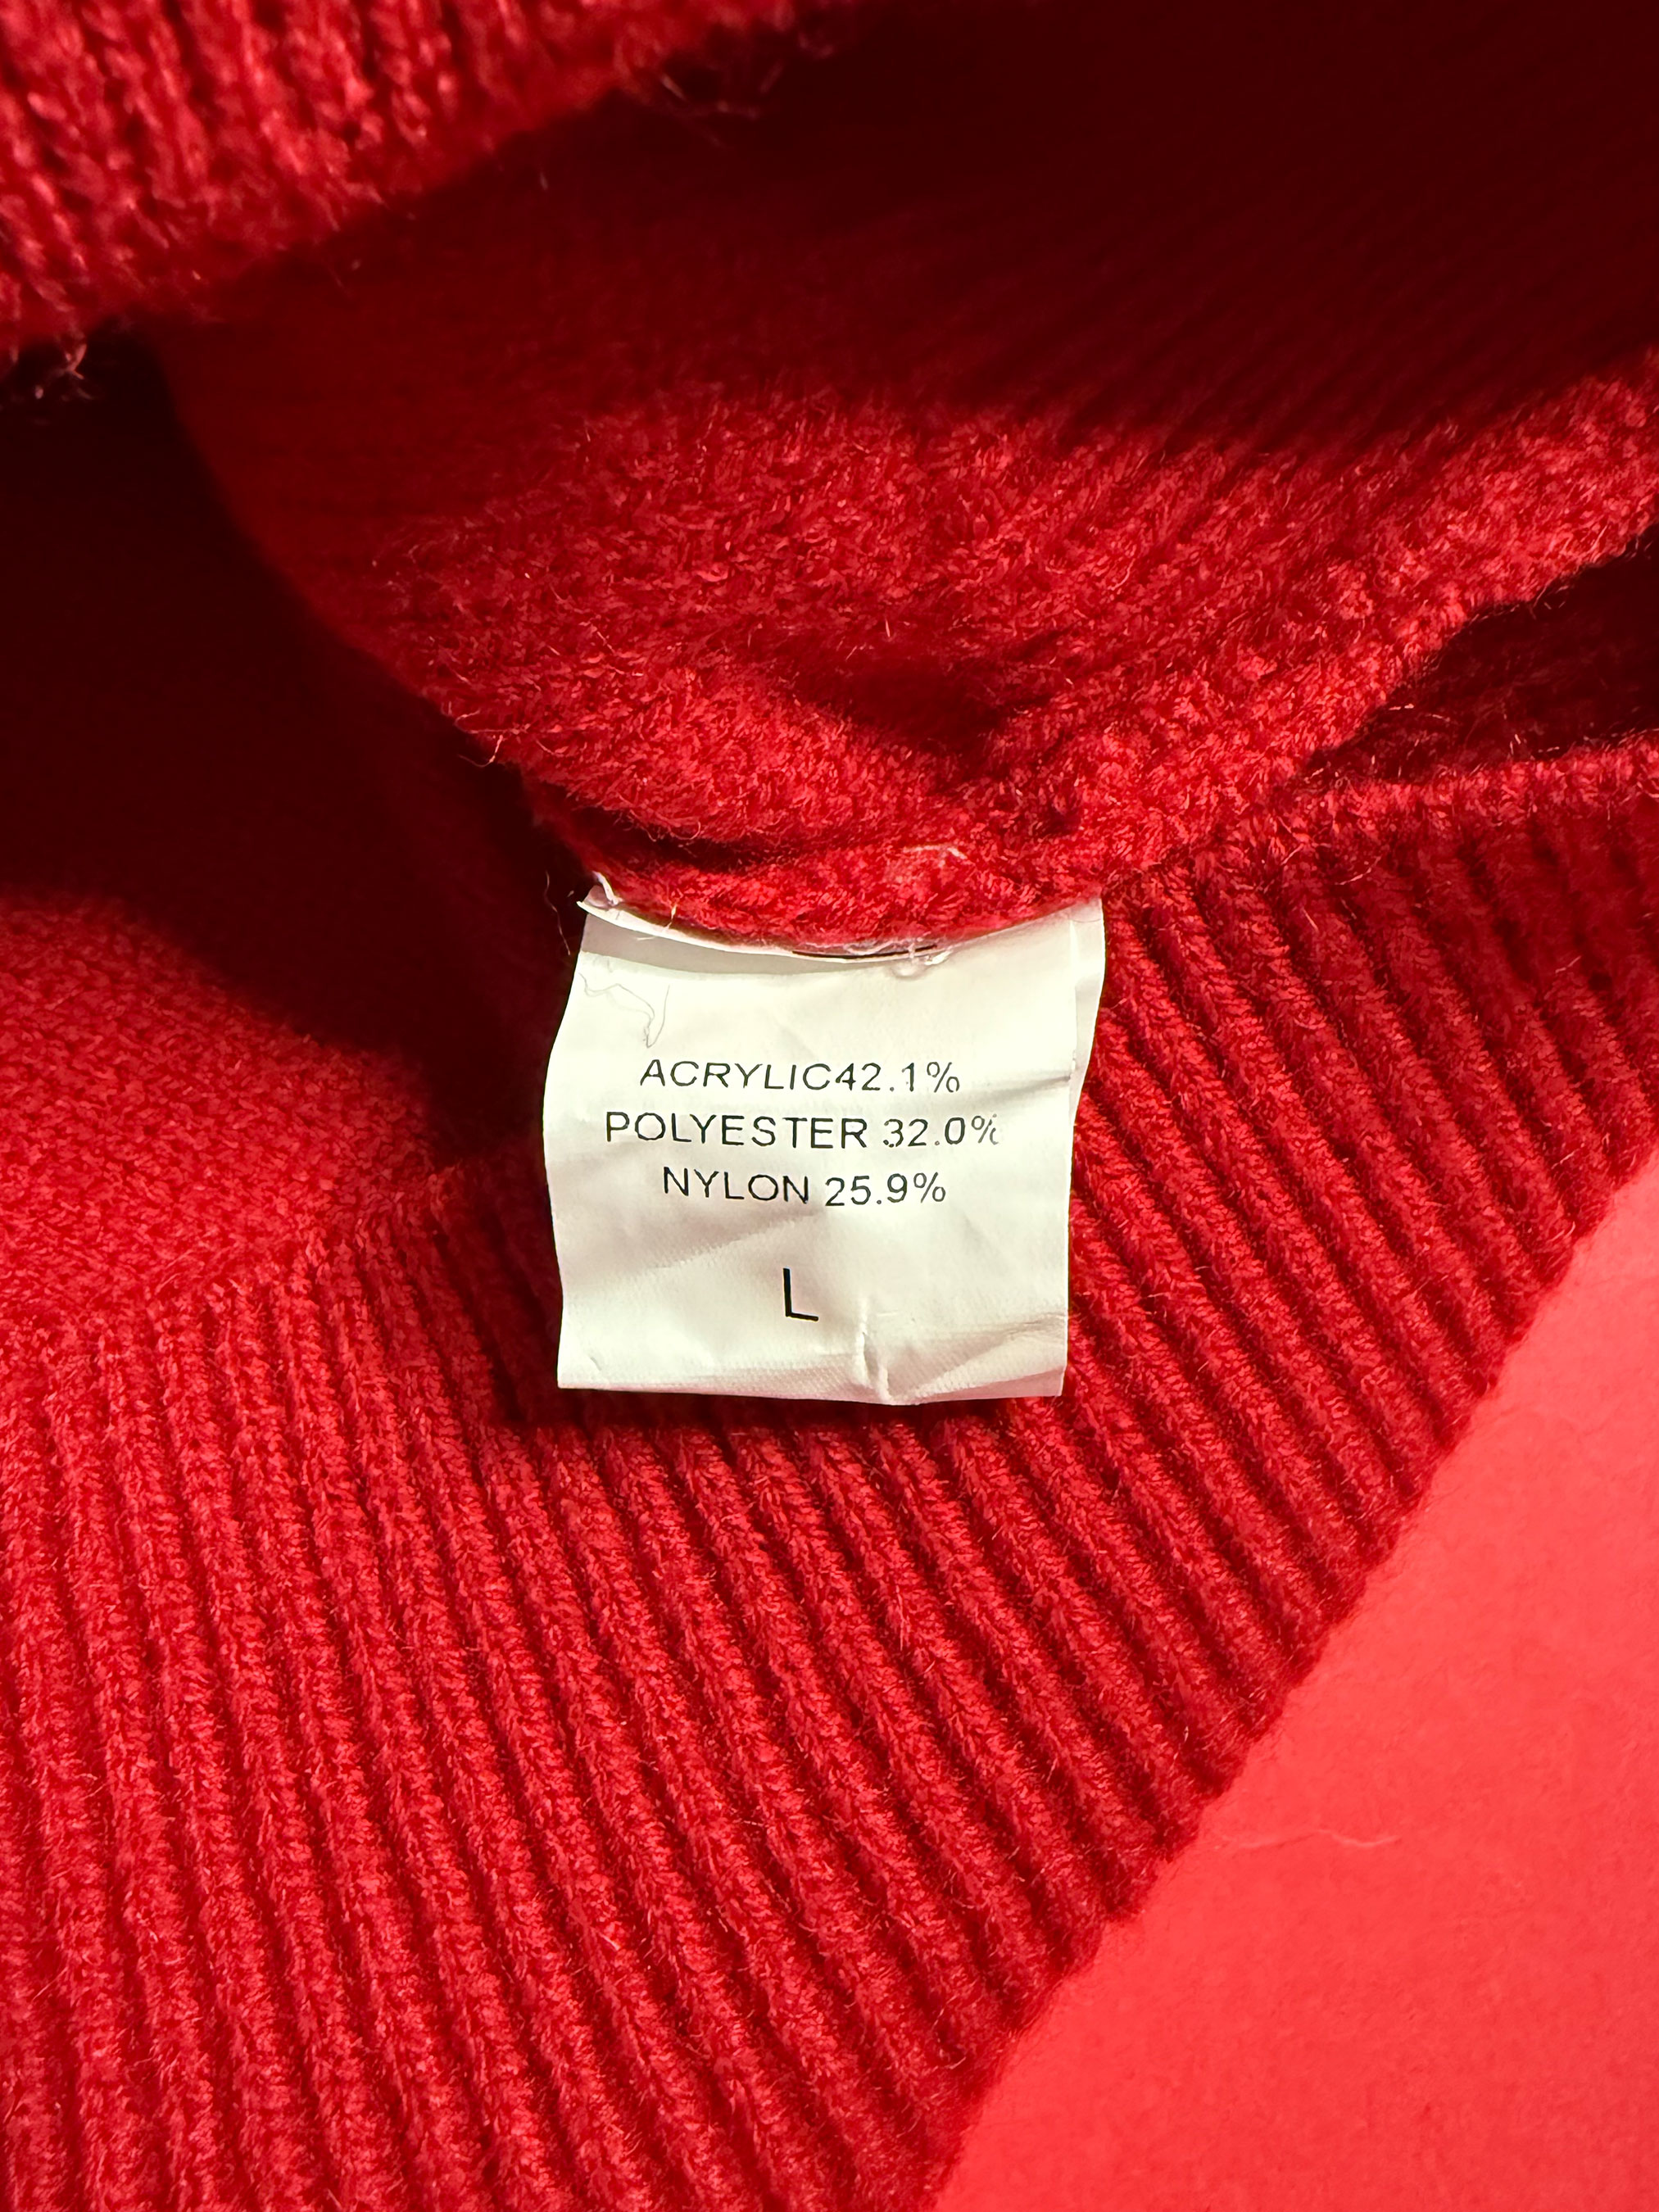 ACRYLIC42.1%
POLYESTER 32.0%
NYLON 25.9%
L